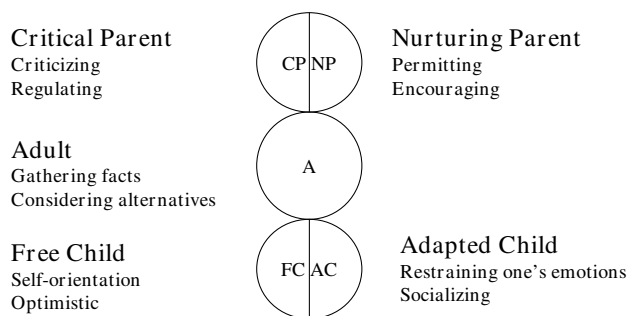 Critical Parent
Criticizing
Regulating
CP NP
Nurturing Parent
Permitting
Encouraging
Adult
Gathering facts
Considering alternatives
A
Free Child
Self-orientation
Optimistic
FC AC
Adapted Child
Restraining one's emotions
Socializing